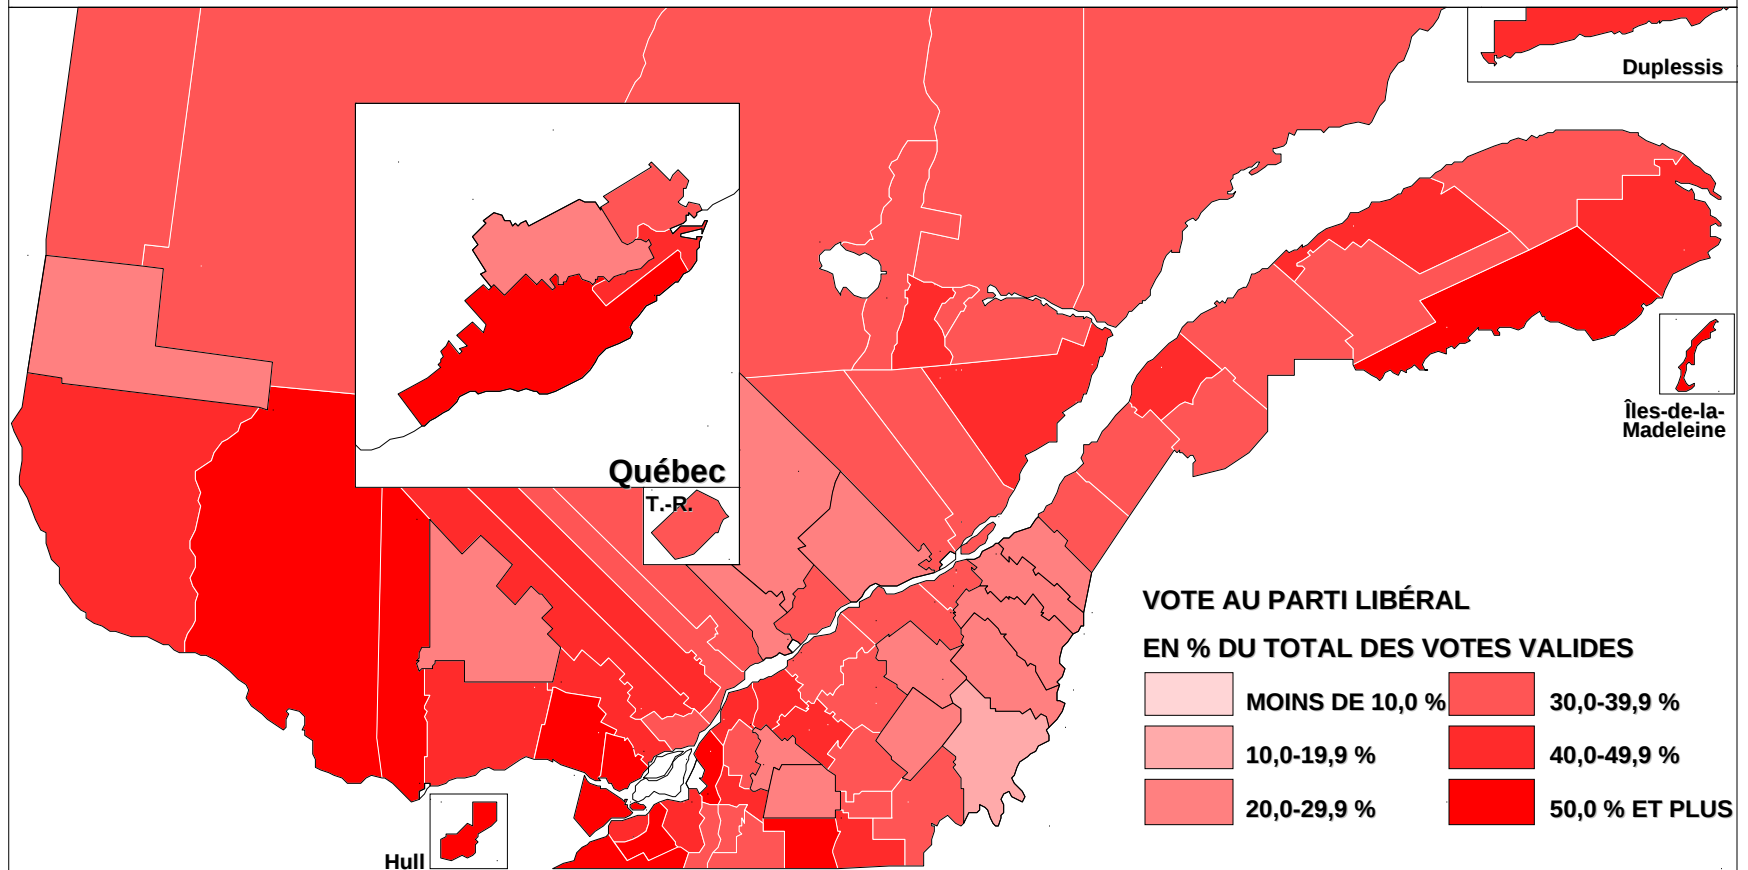 Duplessis
Îles-de-la-
Madeleine
Québec
T.-R.
Hull
VOTE AU PARTI LIBÉRAL
EN % DU TOTAL DES VOTES VALIDES
MOINS DE 10,0 %
10,0-19,9 %
20,0-29,9 %
30,0-39,9 %
40,0-49,9 %
50,0 % ET PLUS